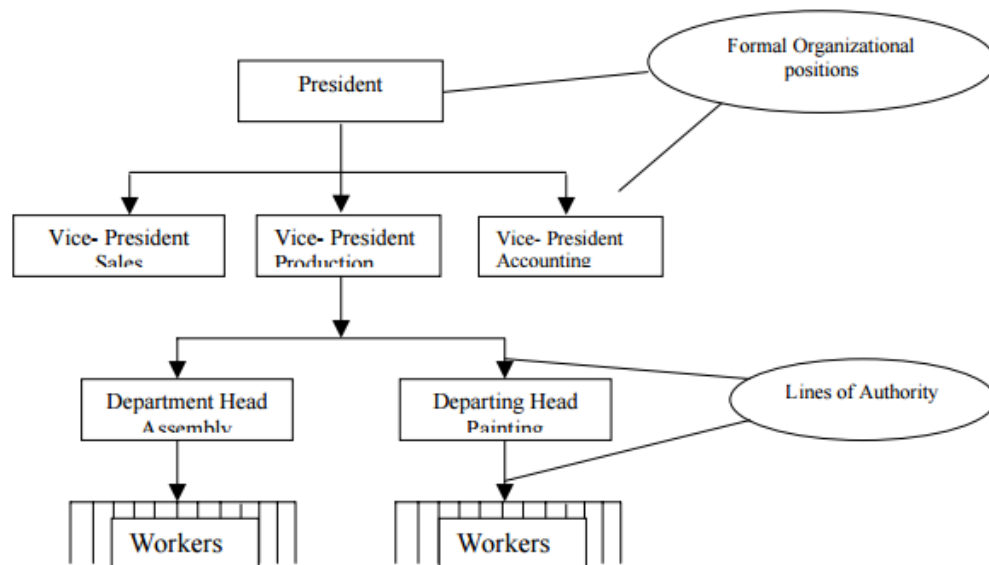 Formal Organizational
positions
President
Vice- President
Sales
Vice- President
Production
Vice- President
Accounting
Department Head
Assembly
Departing Head
Painting
Lines of Authority
Workers
Workers